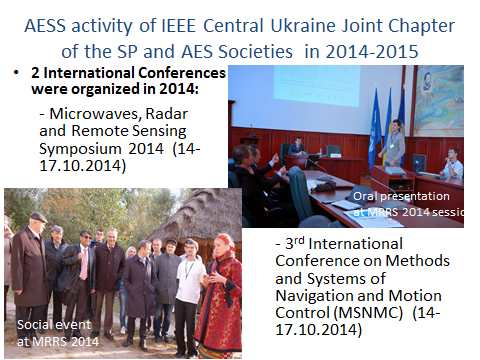 AESS activity of IEEE Central Ukraine Joint Chapter
of the SP and AES Societies in 2014-2015
• 2 International Conferences
were organized in 2014:
- Microwaves, Radar
and Remote Sensing
Symposium 2014 (14-
17.10.2014)
Oral presentation
at MRRS 2014 sessio
- 3rd International
Conference on Methods
and Systems of
Navigation and Motion
Control (MSNMC) (14-
17.10.2014)
Social event
at MRRS 2014